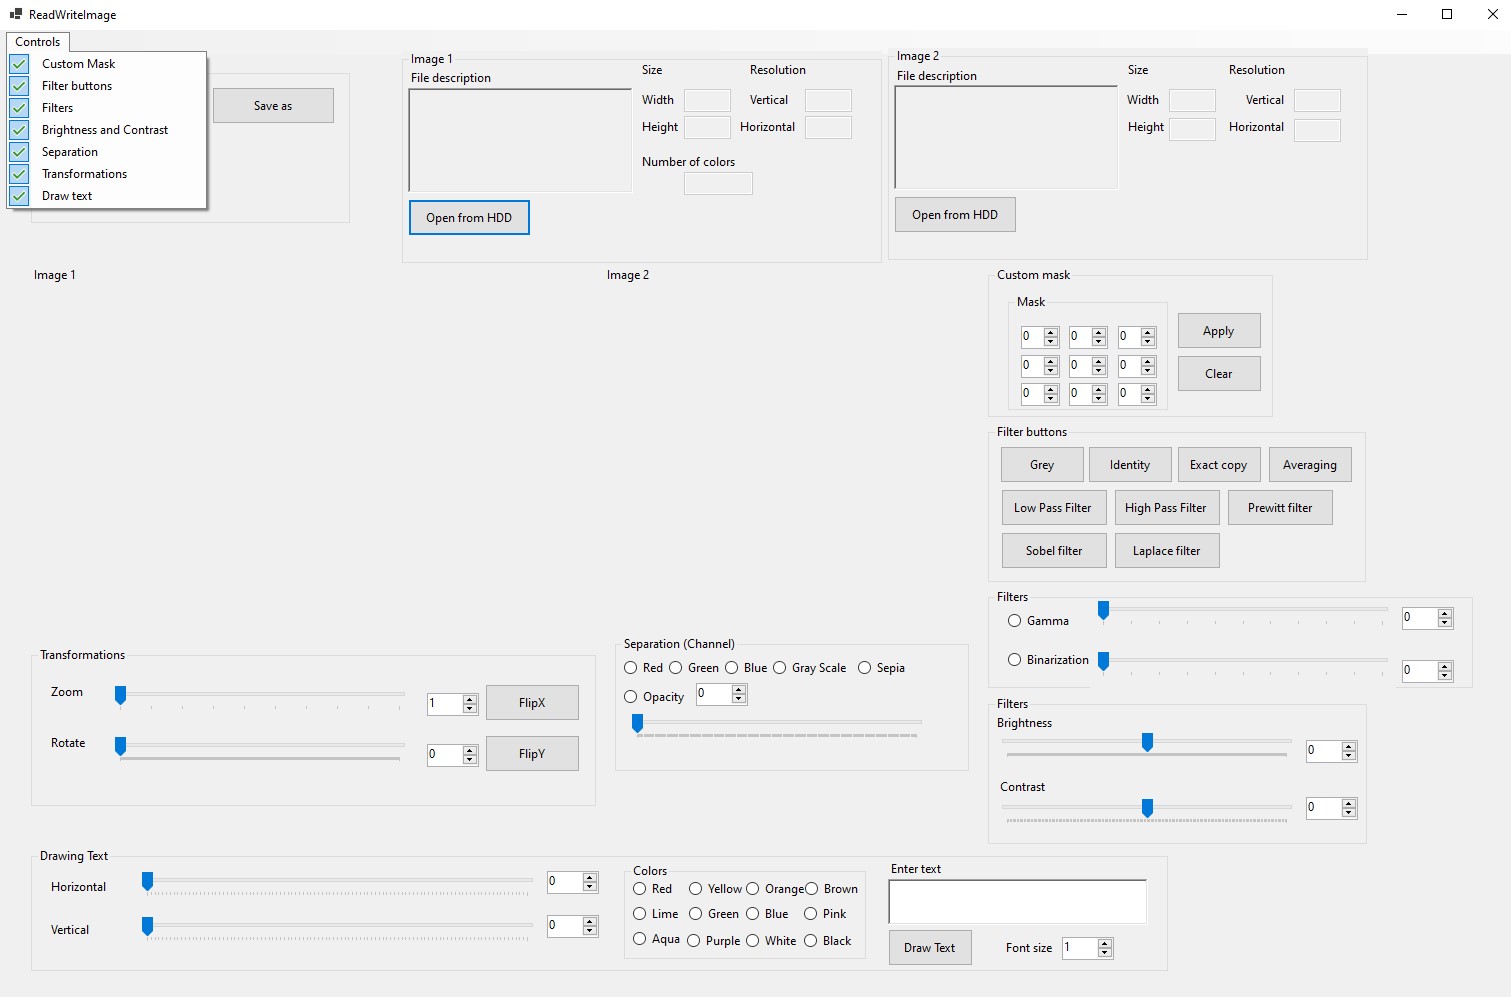 ReadWriteImage
Controls
Custom Mask
Filter buttons
Filters
Brightness and Contrast
Separation
Transformations
Draw text
Save as
Image 1
File description
Size
Resolution
Width
Vertical
Height
Horizontal
Number of colors
Open from HDD
Image 2
File description
Size
Resolution
Width
Vertical
Height
Horizontal
Open from HDD
Image 1
Image 2
Custom mask
Mask
0 0 0
0 0 0
0 0 0
Apply
Clear
Filter buttons
Grey Identity Exact copy Averaging
Low Pass Filter High Pass Filter Prewitt filter
Sobel filter Laplace filter
Filters
Gamma 0
Binarization 0
Filters
Brightness
0
Contrast
0
Transformations
Zoom 1 FlipX
Rotate 0 FlipY
Separation (Channel)
Red Green Blue Gray Scale Sepia
Opacity 0
Drawing Text
Horizontal 0
Vertical 0
Colors
Red Yellow Orange Brown
Lime Green Blue Pink
Aqua Purple White Black
Enter text
Draw Text Font size 1